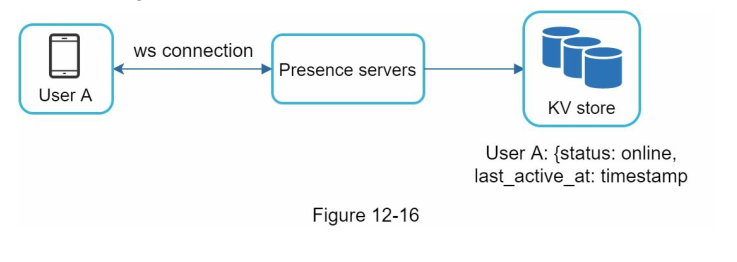 ws connection
User A
Presence servers
KV store
User A: {status: online,
last_active_at: timestamp
Figure 12-16